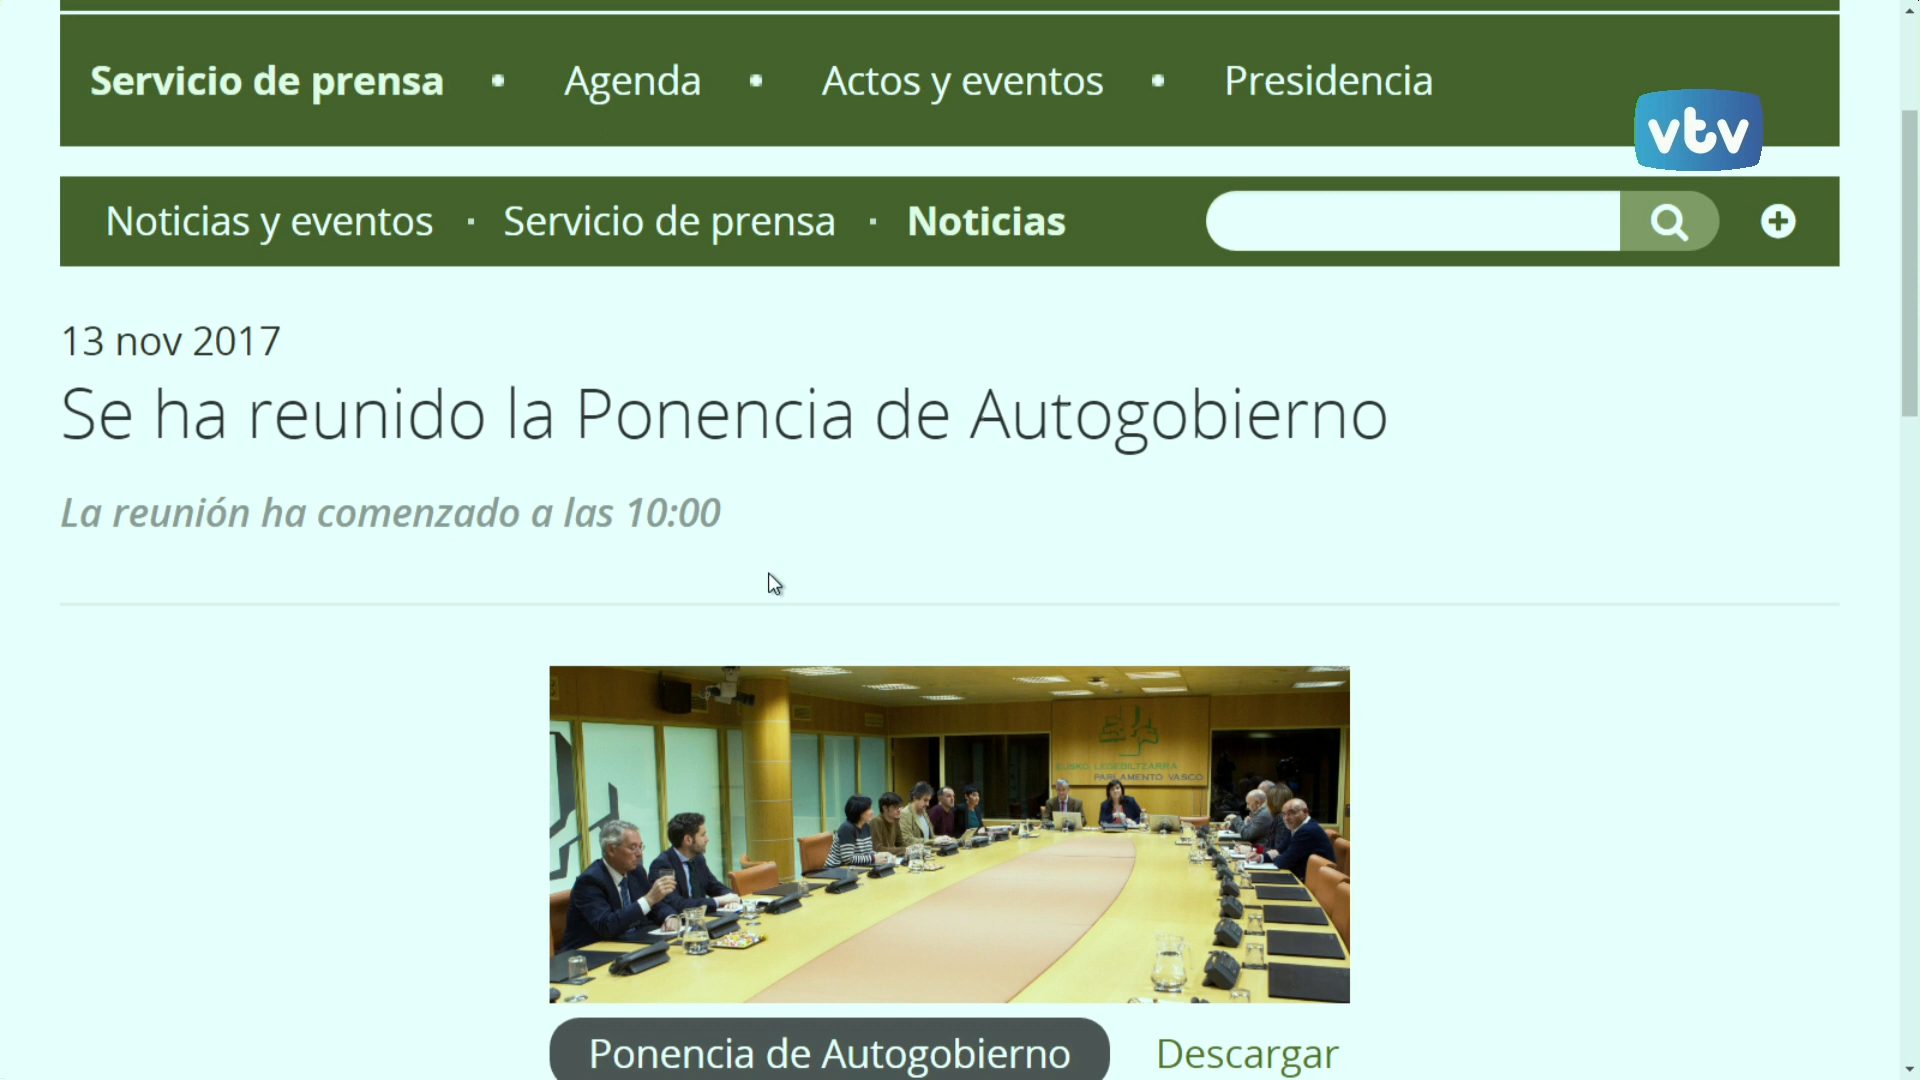 Servicio de prensa • Agenda • Actos y eventos • Presidencia
vtv
Noticias y eventos · Servicio de prensa · Noticias
13 nov 2017
Se ha reunido la Ponencia de Autogobierno
La reunión ha comenzado a las 10:00
EUSKO LEGEBILTZARRA
PARLAMENTO VASCO
Ponencia de Autogobierno
Descargar